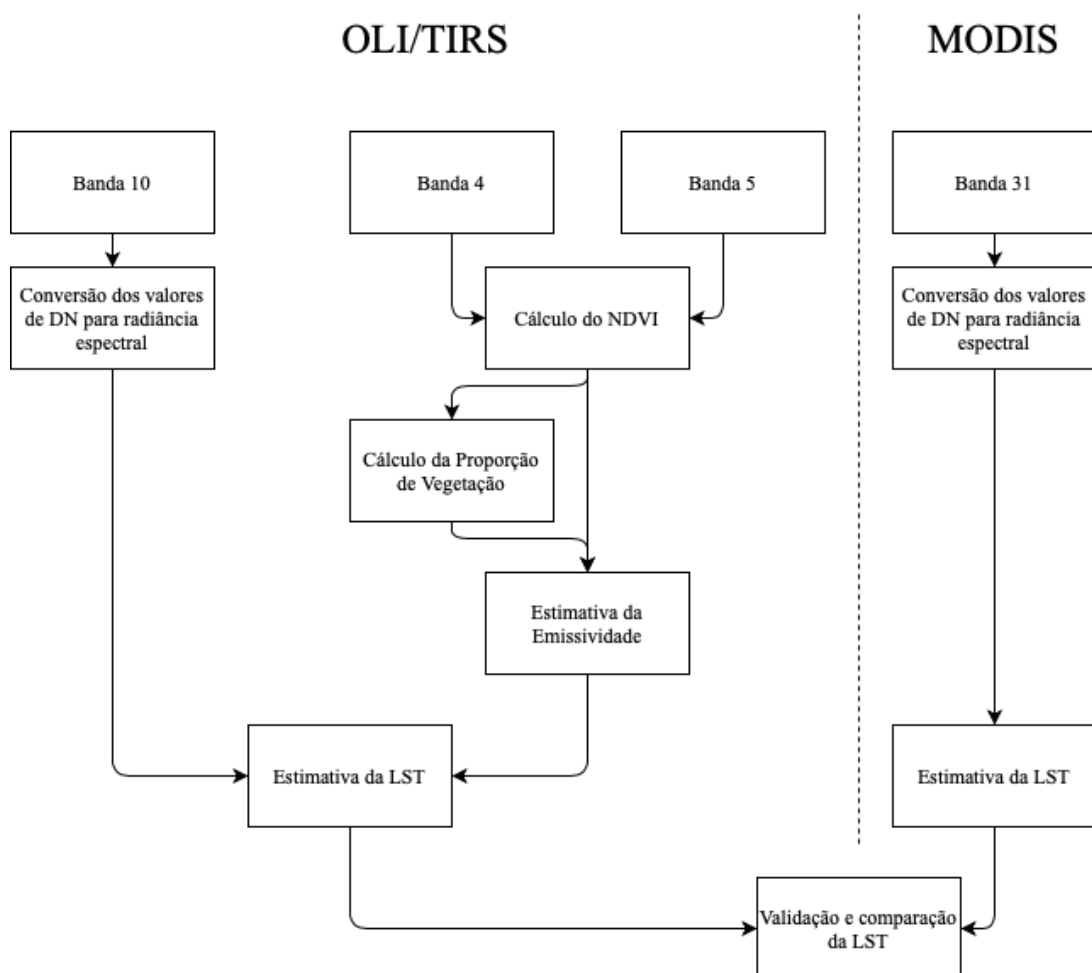 OLI/TIRS
MODIS
Banda 10
Banda 4
Banda 5
Banda 31
Conversão dos valores
de DN para radiância
espectral
Cálculo do NDVI
Conversão dos valores
de DN para radiância
espectral
Cálculo da Proporção
de Vegetação
Estimativa da
Emissividade
Estimativa da LST
Estimativa da LST
Validação e comparação
da LST